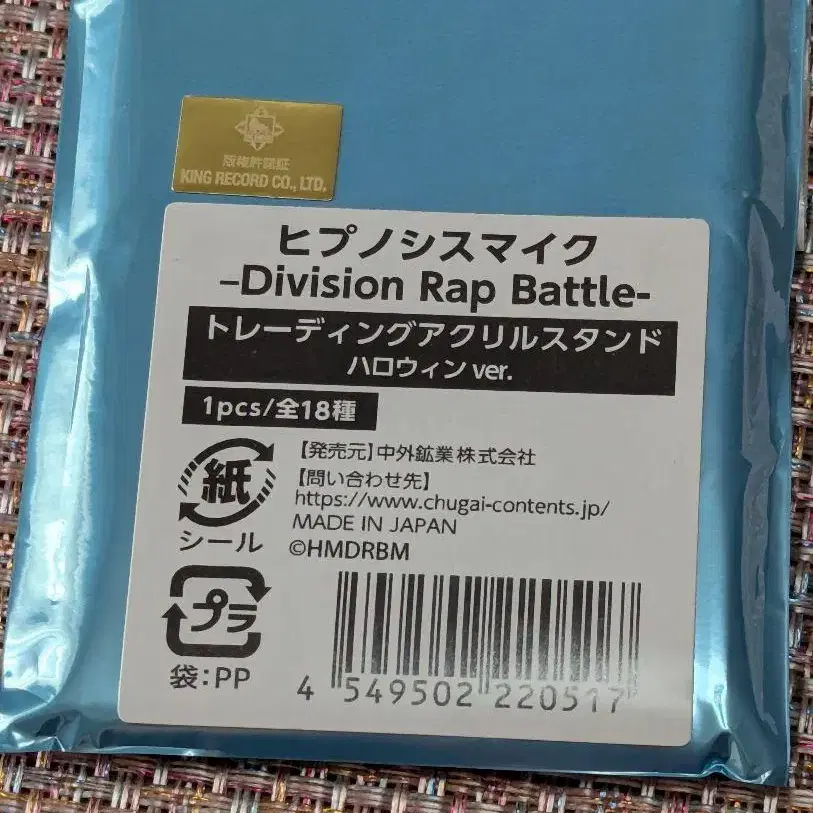 版権許諾証
KING RECORD CO., LTD.
ヒプノシスマイク
–Division Rap Battle-
トレーディングアクリルスタンド
ハロウィン ver.
1pcs/全18種
紙
シール
【発売元】中外鉱業株式会社
【問い合わせ先】
https://www.chugai-contents.jp/
MADE IN JAPAN
©HMDRBM
プラ
袋:PP
4 549502 220517